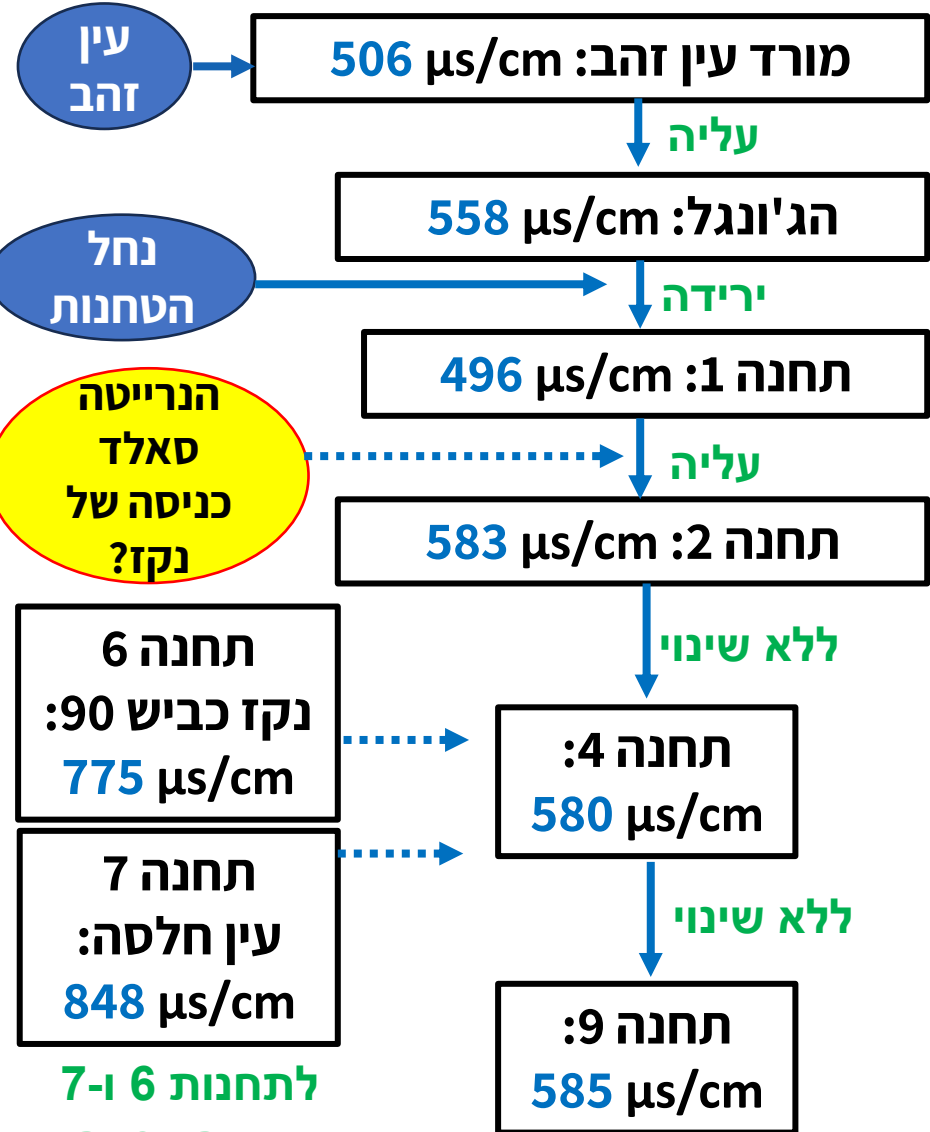 עין
זהב
מורד עין זהב: 506 µs/cm
עליה
הג'ונגל: 558 µs/cm
נחל
הטחנות
ירידה
תחנה 1: 496 µs/cm
הנרייטה
סאלד
כניסה של
נקז?
עליה
תחנה 2: 583 µs/cm
ללא שינוי
תחנה 6
נקז כביש 90:
775 µs/cm
תחנה 4:
580 µs/cm
תחנה 7
עין חלסה:
848 µs/cm
ללא שינוי
תחנה 9:
585 µs/cm
לתחנות 6 ו-7